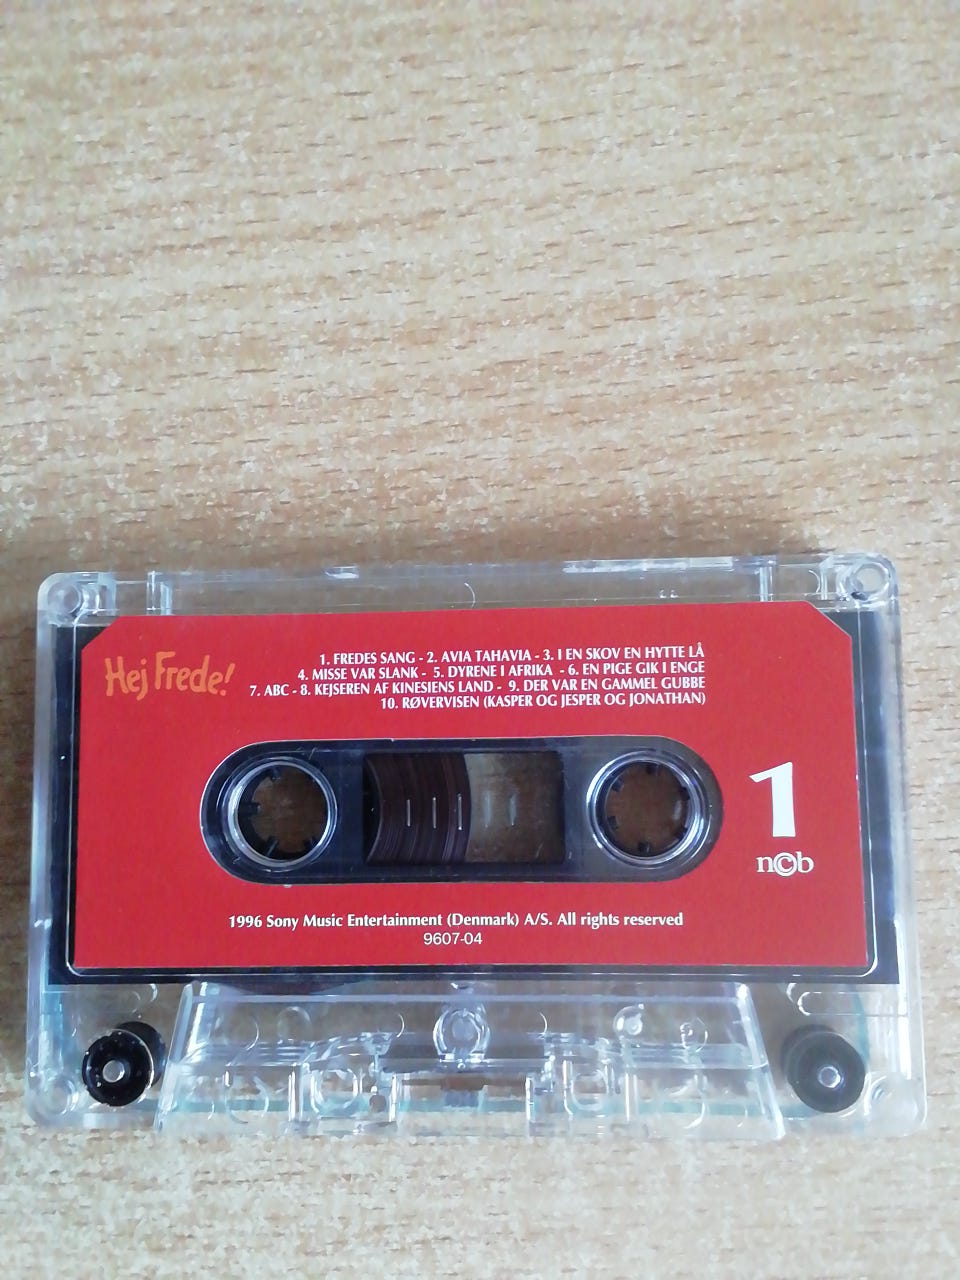 Hej Frede!
1. FREDES SANG - 2. AVIA TAHAVIA - 3. I EN SKOV EN HYTTE LÅ
4. MISSE VAR SLANK - 5. DYRENE I AFRIKA - 6. EN PIGE GIK I ENGE
7. ABC - 8. KEJSEREN AF KINESIENS LAND - 9. DER VAR EN GAMMEL GUBBE
10. RØVERVISEN (KASPER OG JESPER OG JONATHAN)
1
n©b
1996 Sony Music Entertainment (Denmark) A/S. All rights reserved
9607-04